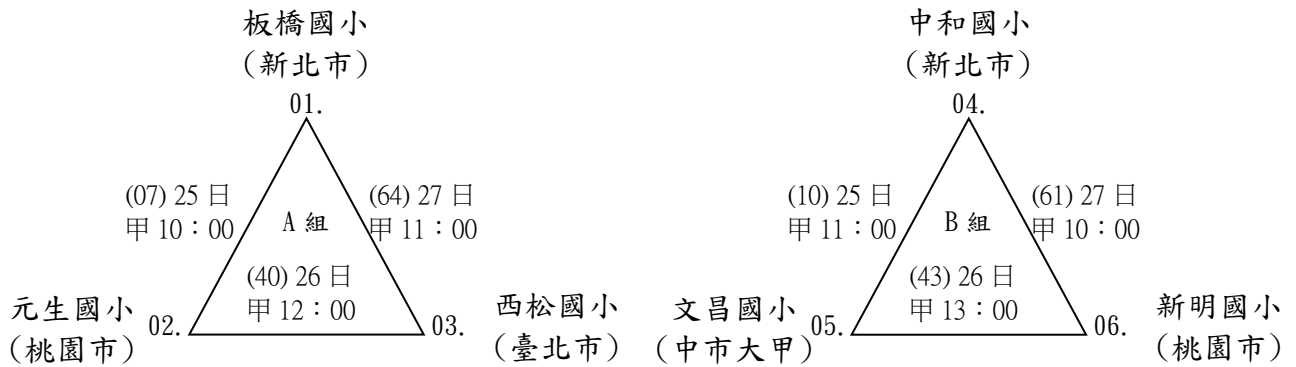 板橋國小
(新北市)
01.
(07) 25 日
甲 10：00
(64) 27 日
甲 11：00
A 組
(40) 26 日
甲 12：00
元生國小
(桃園市)
02.
03.
西松國小
(臺北市)
中和國小
(新北市)
04.
(10) 25 日
甲 11：00
(61) 27 日
甲 10：00
B 組
(43) 26 日
甲 13：00
文昌國小
(中市大甲)
05.
06.
新明國小
(桃園市)